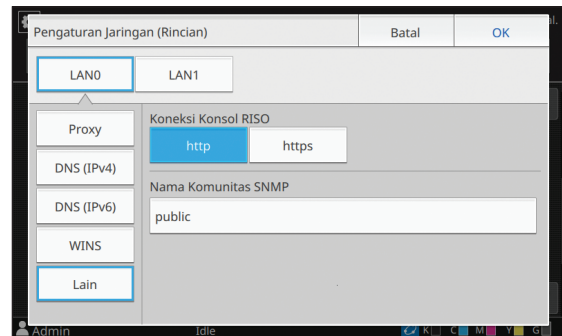 Pengaturan Jaringan (Rincian)
Batal
OK
LAN0
LAN1
Proxy
DNS (IPv4)
DNS (IPv6)
WINS
Lain
Koneksi Konsol RISO
http
https
Nama Komunitas SNMP
public
Admin
Idle
K C M Y G